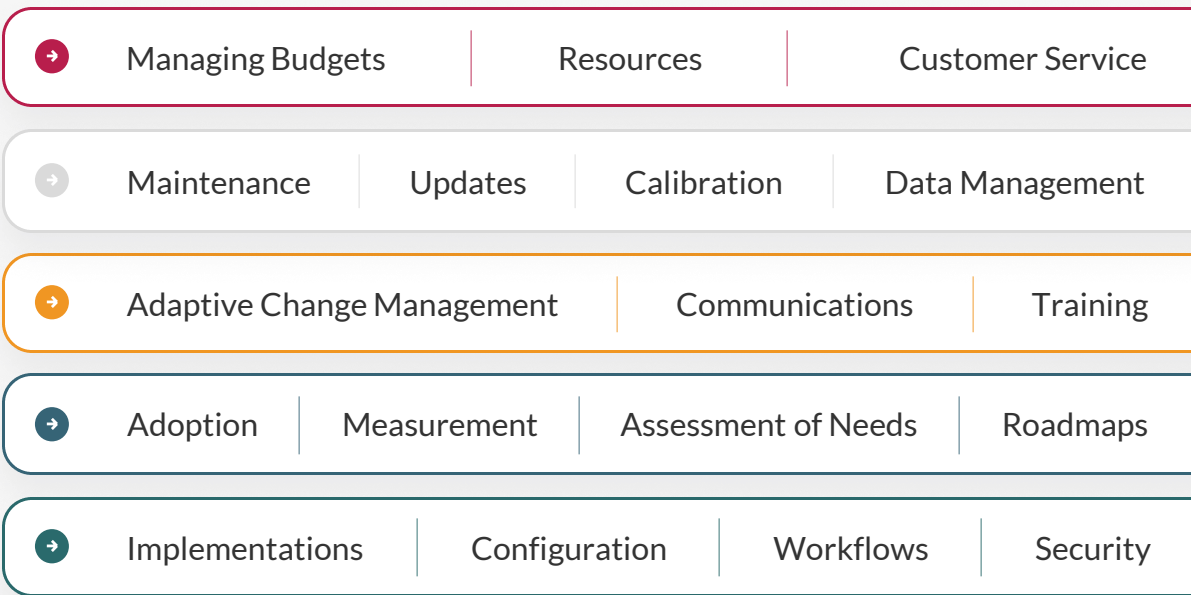 Managing Budgets Resources Customer Service
Maintenance Updates Calibration Data Management
Adaptive Change Management Communications Training
Adoption Measurement Assessment of Needs Roadmaps
Implementations Configuration Workflows Security